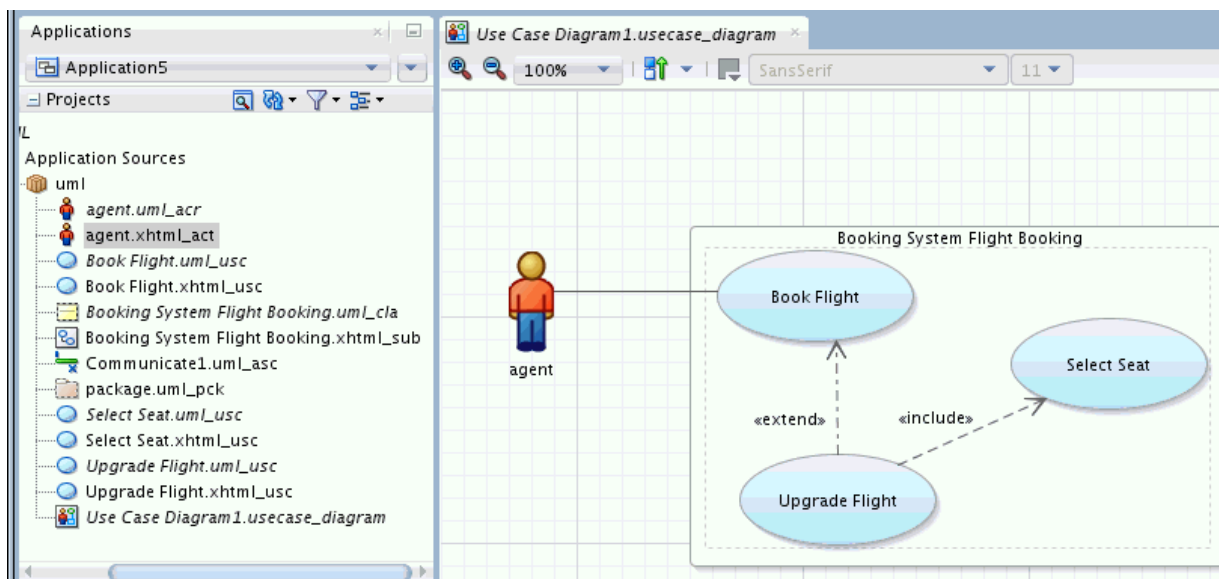 Applications
Application5
Projects
IL
Application Sources
uml
agent.uml_acr
agent.xhtml_act
Book Flight.uml_usc
Book Flight.xhtml_usc
Booking System Flight Booking.uml_cla
Booking System Flight Booking.xhtml_sub
Communicate1.uml_asc
package.uml_pck
Select Seat.uml_usc
Select Seat.xhtml_usc
Upgrade Flight.uml_usc
Upgrade Flight.xhtml_usc
Use Case Diagram1.usecase_diagram
Use Case Diagram1.usecase_diagram
100% SansSerif 11
Booking System Flight Booking
Book Flight
agent
Select Seat
«extend» «include»
Upgrade Flight